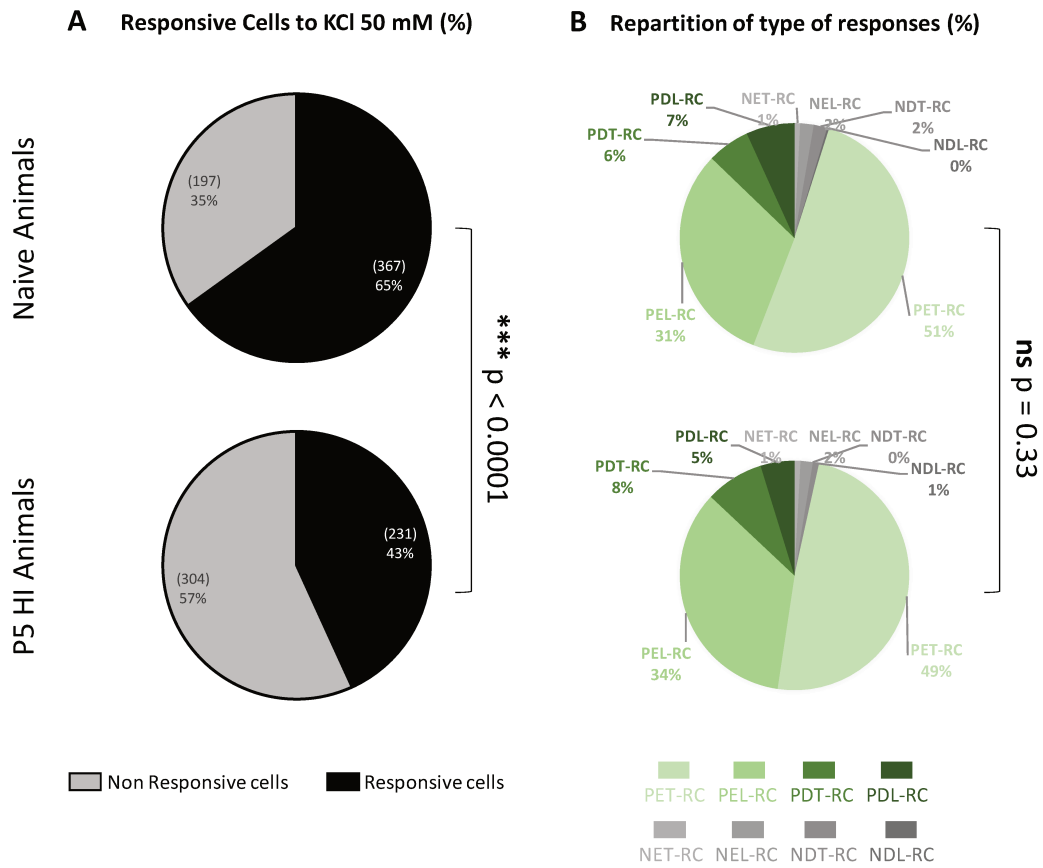 A Responsive Cells to KCl 50 mM (%)
B Repartition of type of responses (%)
Naive Animals
(197)
35%
(367)
65%
*** p < 0.0001
PDL-RC
7%
NET-RC
1%
NEL-RC
2%
NDT-RC
2%
NDL-RC
0%
PDT-RC
6%
PEL-RC
31%
PET-RC
51%
ns p = 0.33
P5 HI Animals
(304)
57%
(231)
43%
PDL-RC
5%
NET-RC
1%
NEL-RC
2%
NDT-RC
0%
NDL-RC
1%
PDT-RC
8%
PEL-RC
34%
PET-RC
49%
Non Responsive cells
Responsive cells
PET-RC PEL-RC PDT-RC PDL-RC
NET-RC NEL-RC NDT-RC NDL-RC